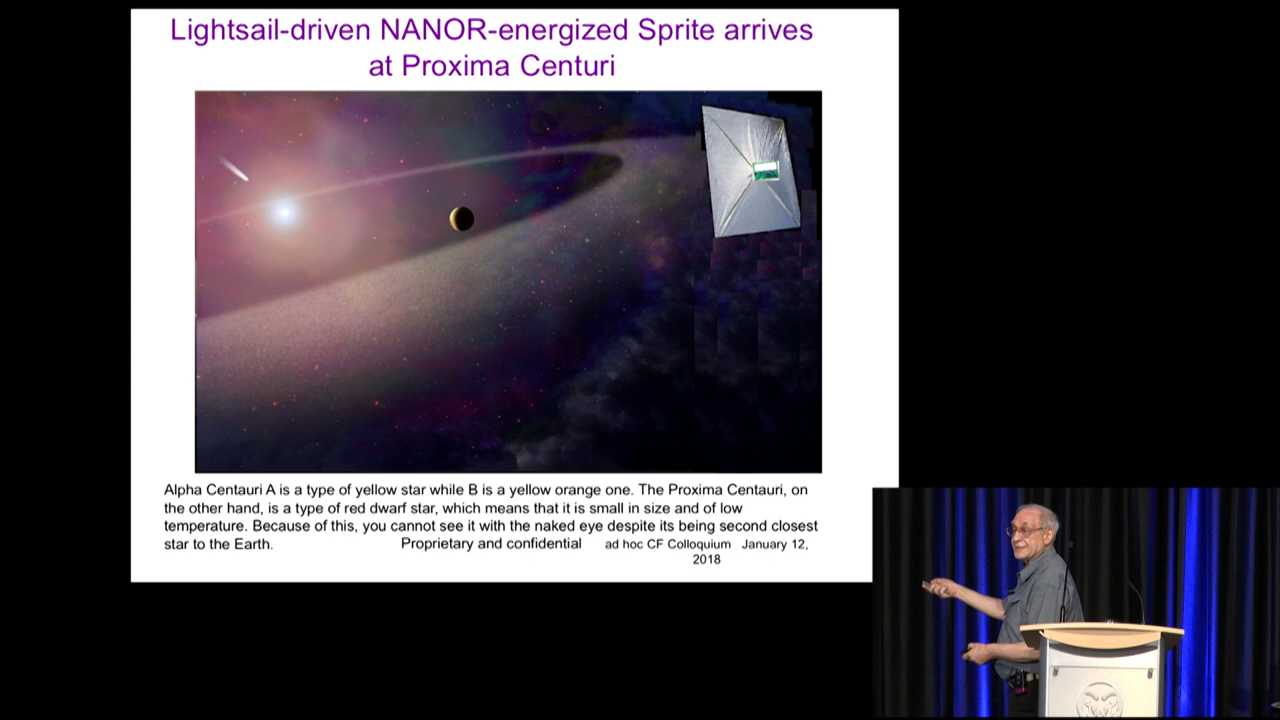 Lightsail-driven NANOR-energized Sprite arrives
at Proxima Centuri
Alpha Centauri A is a type of yellow star while B is a yellow orange one. The Proxima Centauri, on
the other hand, is a type of red dwarf star, which means that it is small in size and of low
temperature. Because of this, you cannot see it with the naked eye despite its being second closest
star to the Earth.
Proprietary and confidential
ad hoc CF Colloquium January 12,
2018